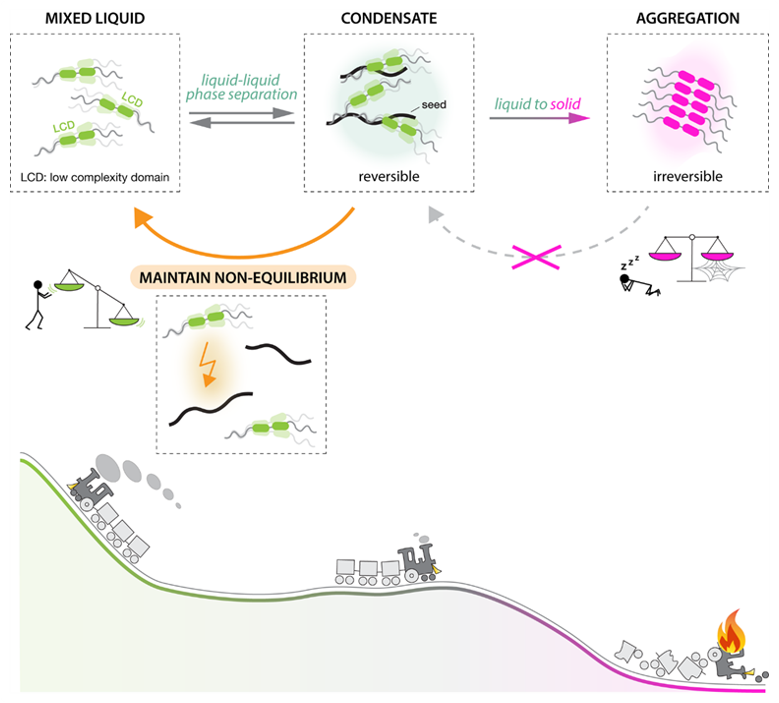 MIXED LIQUID
LCD
LCD
LCD: low complexity domain
liquid-liquid
phase separation
CONDENSATE
seed
reversible
liquid to solid
AGGREGATION
irreversible
MAINTAIN NON-EQUILIBRIUM
z z z